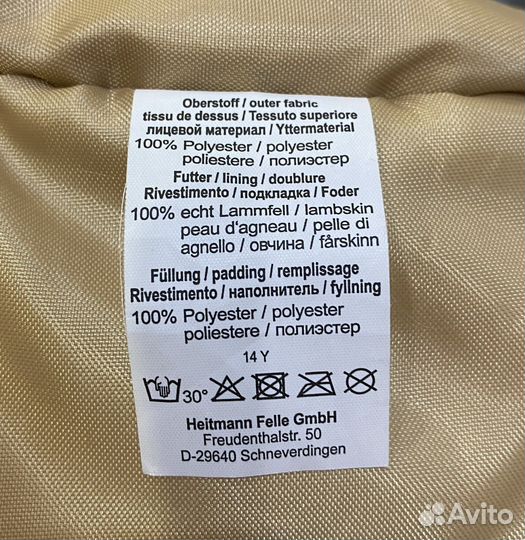 Oberstoff / outer fabric
tissu de dessus / Tessuto superiore
лицевой материал / Yttermaterial
100% Polyester / polyester
poliestere / полиэстер
Futter / lining / doublure
Rivestimento / подкладка / Foder
100% echt Lammfell / lambskin
peau d'agneau / pelle di
agnello / овчина / fårskinn
Füllung / padding / remplissage
Rivestimento / наполнитель / fyllning
100% Polyester / polyester
poliestere / полиэстер
14 Y
30°
Heitmann Felle GmbH
Freudenthalstr. 50
D-29640 Schneverdingen
Avito